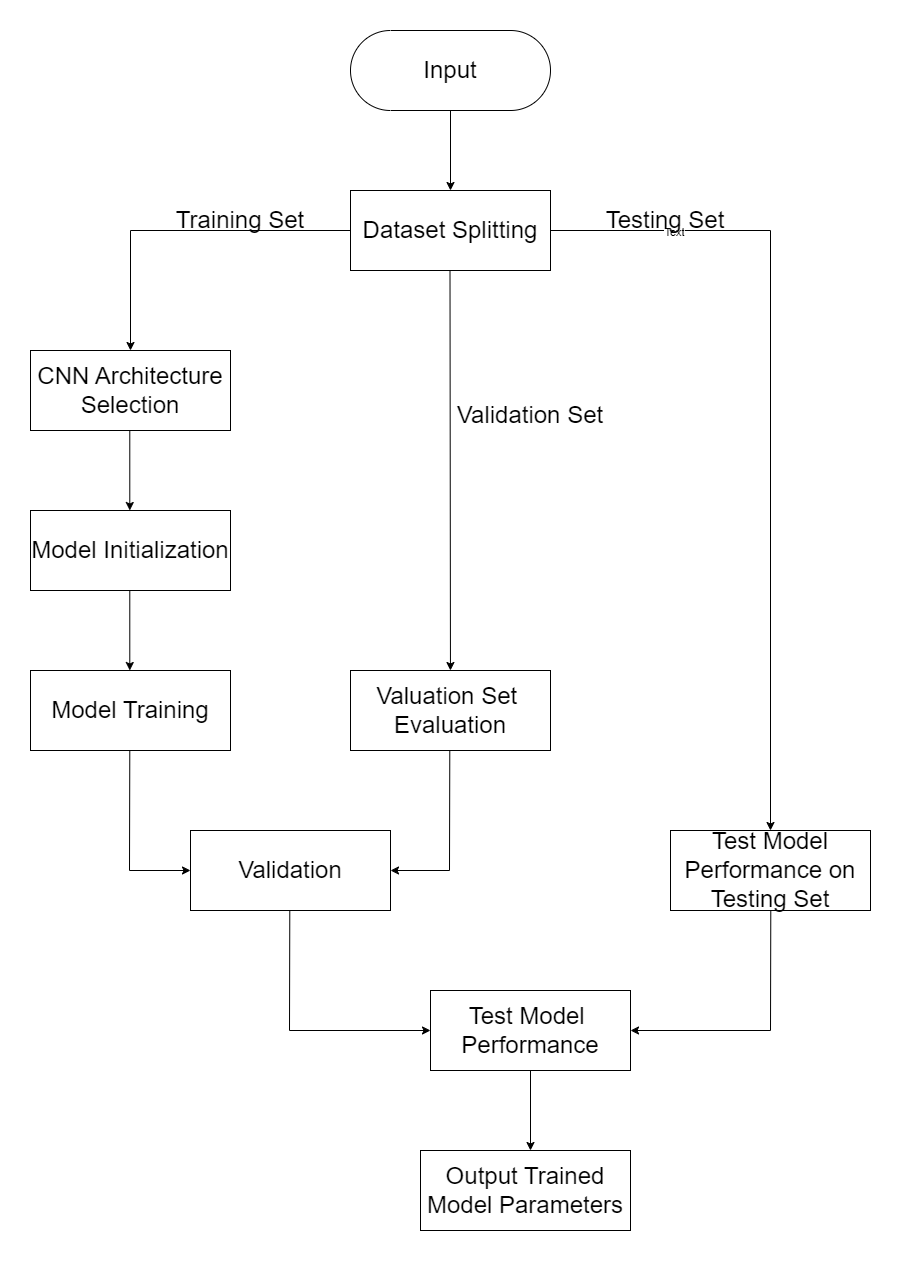 Input
Training Set
Dataset Splitting
Testing Set
Text
CNN Architecture
Selection
Validation Set
Model Initialization
Model Training
Valuation Set
Evaluation
Validation
Test Model
Performance on
Testing Set
Test Model
Performance
Output Trained
Model Parameters